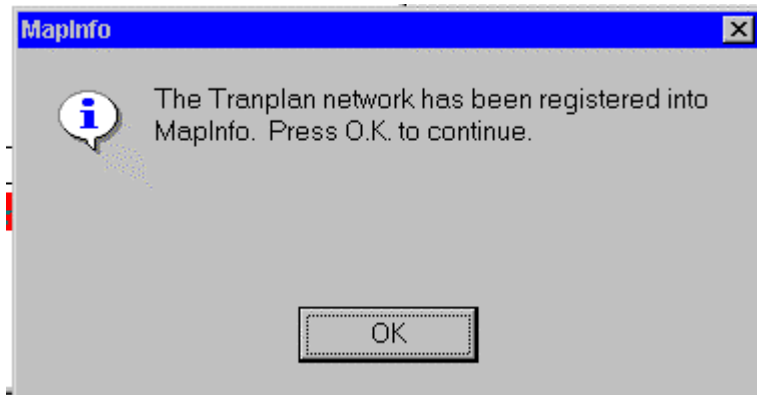 MapInfo
The Tranplan network has been registered into
MapInfo. Press O.K. to continue.
OK